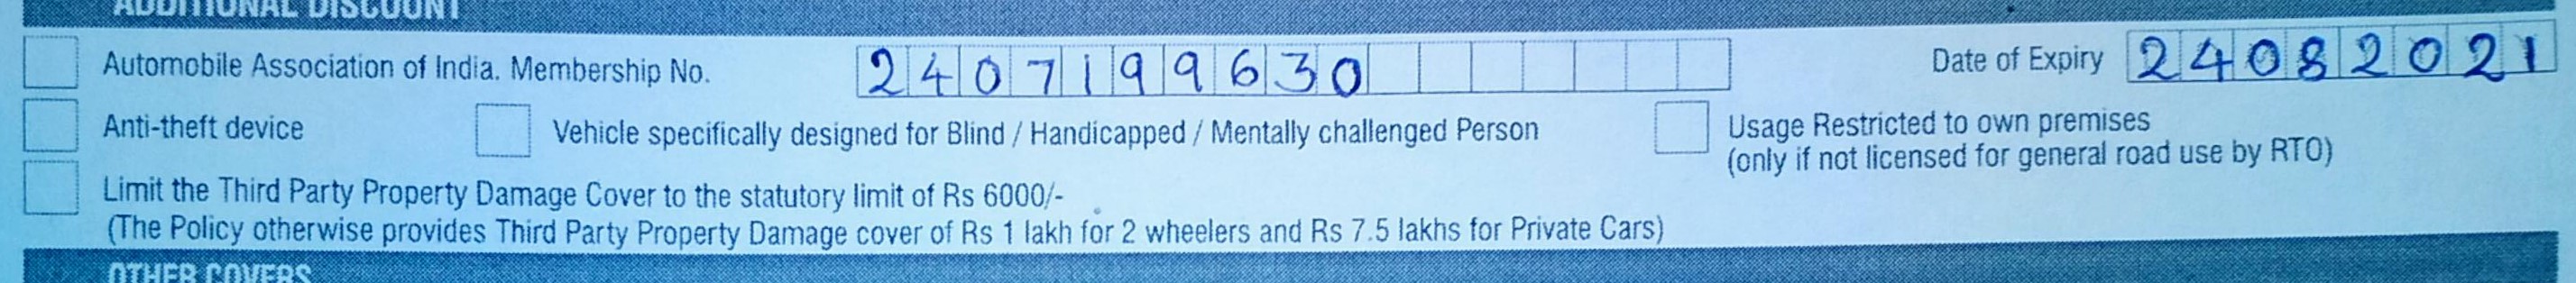 ADDITIONAL DISCOUNT
Automobile Association of India. Membership No. 2407199630 Date of Expiry 24082021
Anti-theft device Vehicle specifically designed for Blind / Handicapped / Mentally challenged Person Usage Restricted to own premises
(only if not licensed for general road use by RTO)
Limit the Third Party Property Damage Cover to the statutory limit of Rs 6000/-
(The Policy otherwise provides Third Party Property Damage cover of Rs 1 lakh for 2 wheelers and Rs 7.5 lakhs for Private Cars)
OTHER COVERS